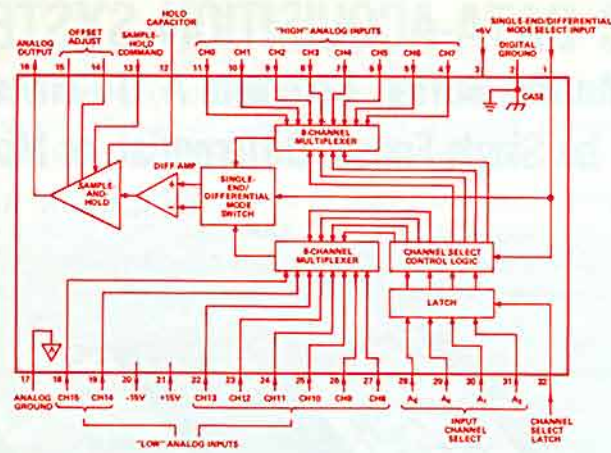 ANALOG
OUTPUT
OFFSET
ADJUST
SAMPLE-
HOLD
COMMAND
HOLD
CAPACITOR
"HIGH" ANALOG INPUTS
CH0 CH1 CH2 CH3 CH4 CH5 CH6 CH7
+5V
DIGITAL
GROUND
SINGLE-END/DIFFERENTIAL
MODE SELECT INPUT
16 15 14 13 12 11 10 9 8 7 6 5 4 3 2 1
CASE
8-CHANNEL
MULTIPLEXER
DIFF AMP
SAMPLE-
AND-
HOLD
+
–
SINGLE-
END/
DIFFERENTIAL
MODE
SWITCH
8-CHANNEL
MULTIPLEXER
CHANNEL SELECT
CONTROL LOGIC
LATCH
17 18 19 20 21 22 23 24 25 26 27 28 29 30 31 32
ANALOG
GROUND
CH15 CH14 -15V +15V CH13 CH12 CH11 CH10 CH9 CH8
"LOW" ANALOG INPUTS
INPUT
CHANNEL
SELECT
CHANNEL
SELECT
LATCH